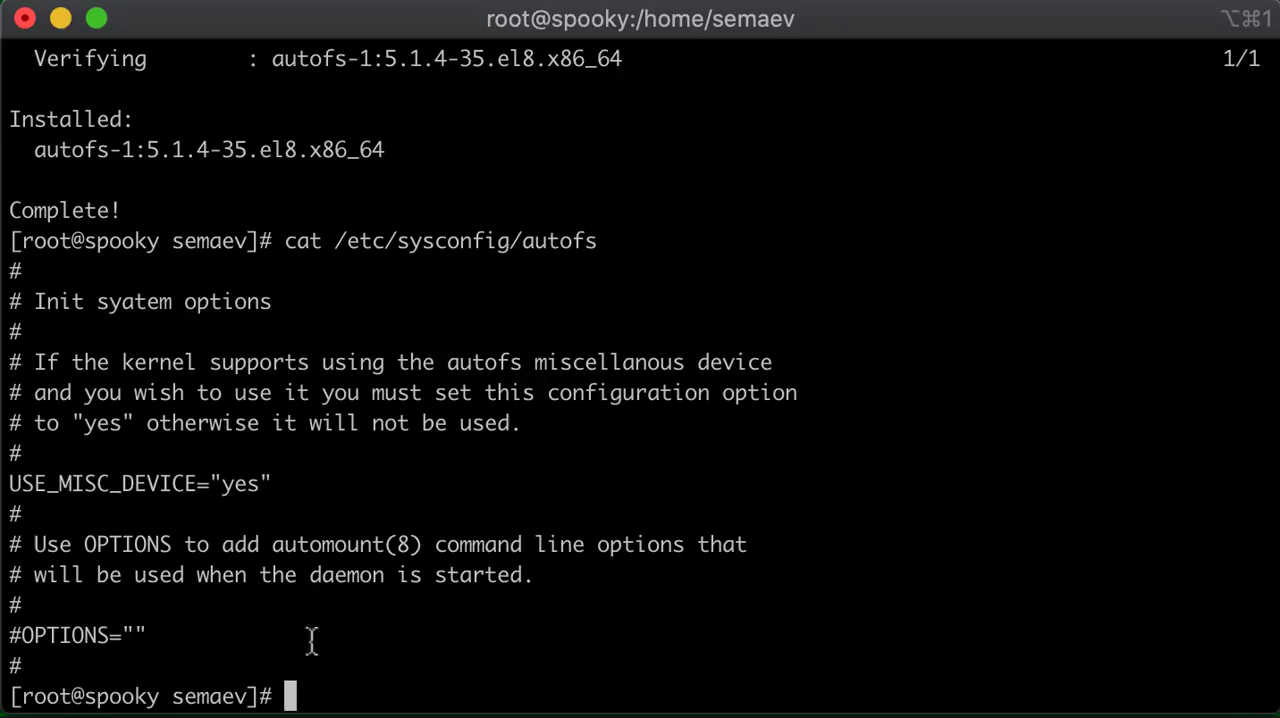 root@spooky:/home/semaev
⌥⌘1
Verifying        : autofs-1:5.1.4-35.el8.x86_64 1/1
Installed:
autofs-1:5.1.4-35.el8.x86_64
Complete!
[root@spooky semaev]# cat /etc/sysconfig/autofs
#
# Init syatem options
#
# If the kernel supports using the autofs miscellanous device
# and you wish to use it you must set this configuration option
# to "yes" otherwise it will not be used.
#
USE_MISC_DEVICE="yes"
#
# Use OPTIONS to add automount(8) command line options that
# will be used when the daemon is started.
#
#OPTIONS=""
#
[root@spooky semaev]#